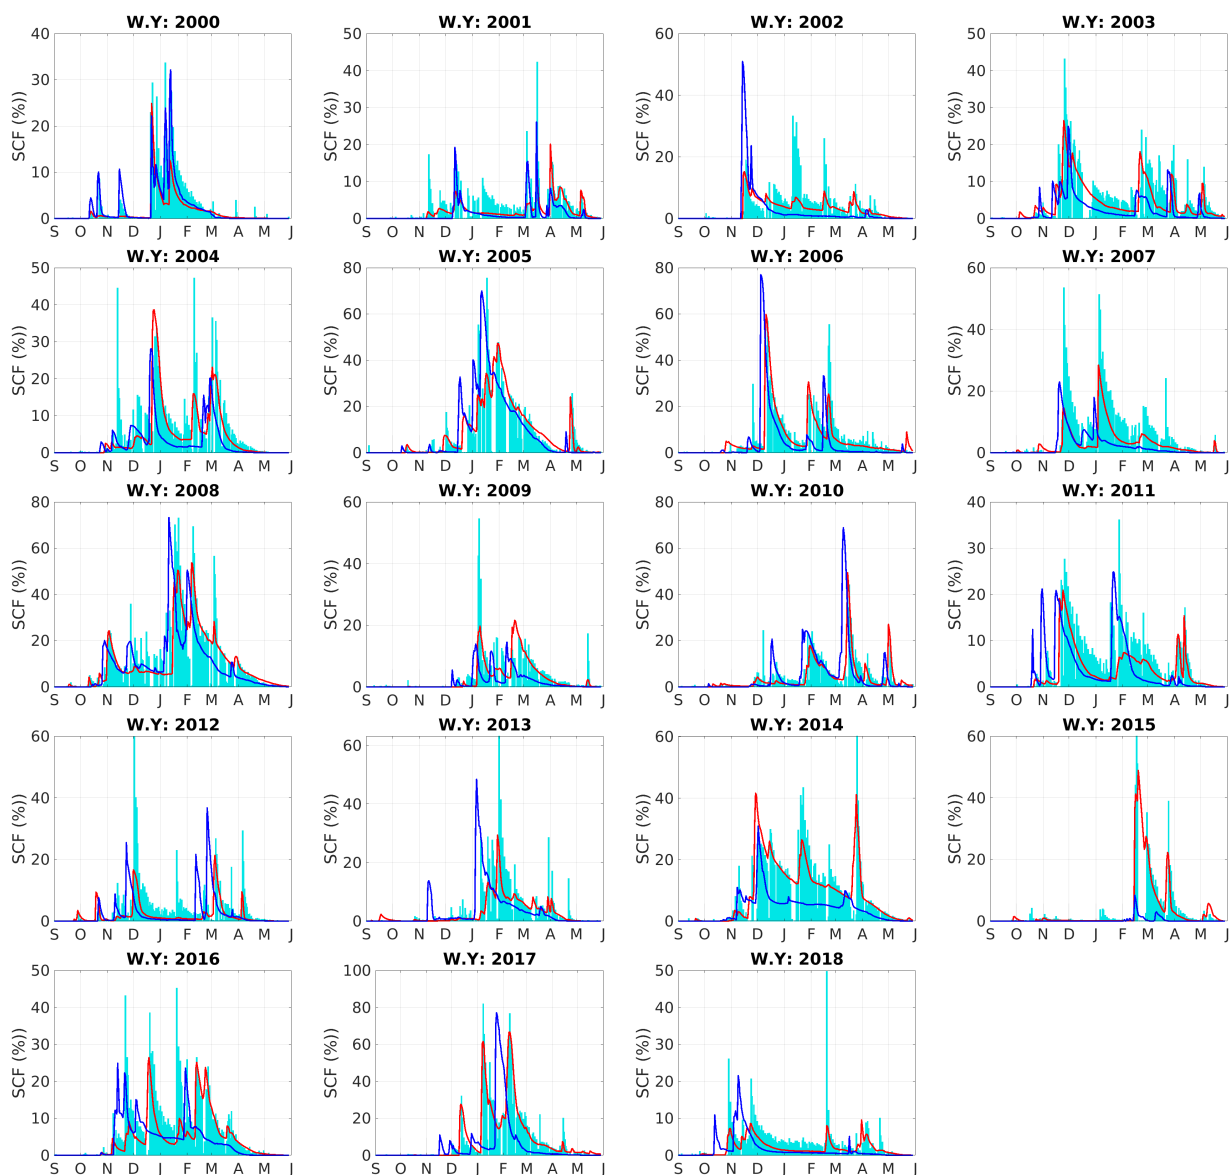 W.Y: 2000 W.Y: 2001 W.Y: 2002 W.Y: 2003
SCF (%)) SCF (%)) SCF (%)) SCF (%))
40 50 60 50
30 40 40 40
20 30 20 30
10 20 0 20
0 10 10
0 0
S O N D J F M A M J S O N D J F M A M J S O N D J F M A M J S O N D J F M A M J
W.Y: 2004 W.Y: 2005 W.Y: 2006 W.Y: 2007
SCF (%)) SCF (%)) SCF (%)) SCF (%))
50 80 80 60
40 60 60 40
30 40 40 20
20 20 20 0
10 0 0
0
S O N D J F M A M J S O N D J F M A M J S O N D J F M A M J S O N D J F M A M J
W.Y: 2008 W.Y: 2009 W.Y: 2010 W.Y: 2011
SCF (%)) SCF (%)) SCF (%)) SCF (%))
80 60 80 40
60 40 60 30
40 20 40 20
20 0 20 10
0 0 0
S O N D J F M A M J S O N D J F M A M J S O N D J F M A M J S O N D J F M A M J
W.Y: 2012 W.Y: 2013 W.Y: 2014 W.Y: 2015
SCF (%)) SCF (%)) SCF (%)) SCF (%))
60 60 60 60
40 40 40 40
20 20 20 20
0 0 0 0
S O N D J F M A M J S O N D J F M A M J S O N D J F M A M J S O N D J F M A M J
W.Y: 2016 W.Y: 2017 W.Y: 2018
SCF (%)) SCF (%)) SCF (%))
50 100 50
40 80 40
30 60 30
20 40 20
10 20 10
0 0 0
S O N D J F M A M J S O N D J F M A M J S O N D J F M A M J